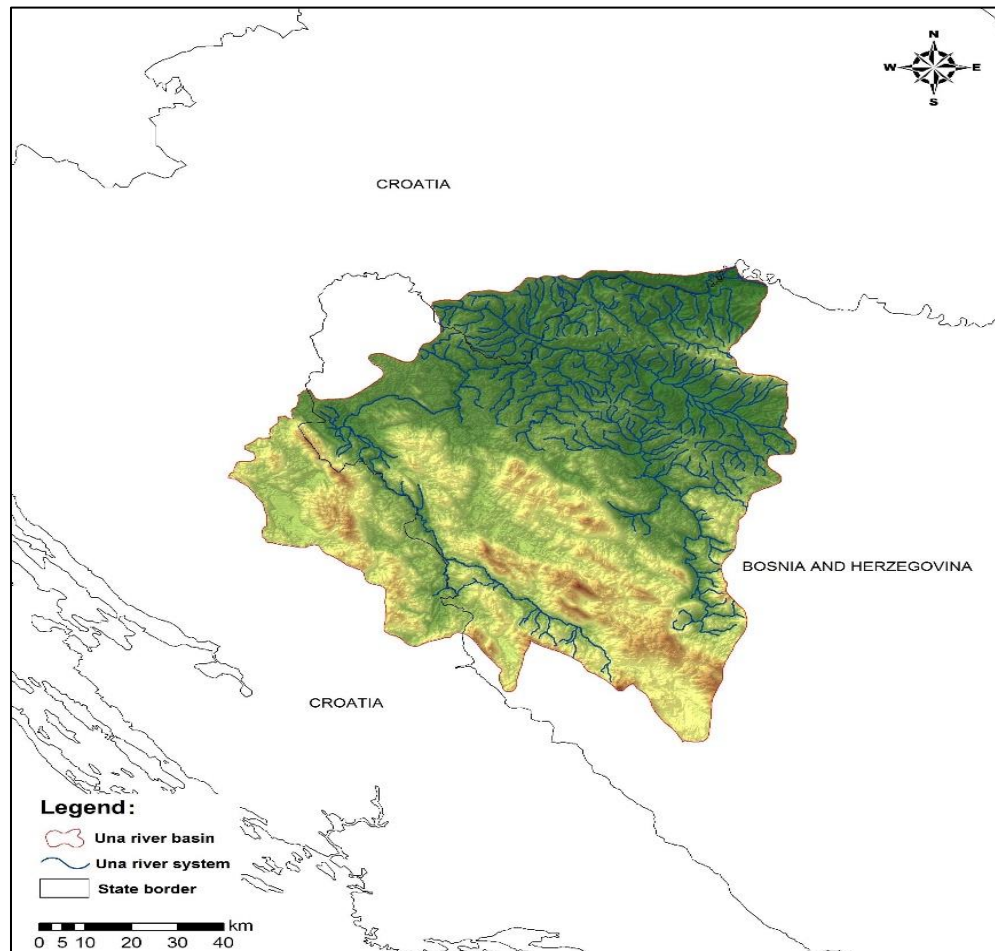 N
W E
S
CROATIA
BOSNIA AND HERZEGOVINA
CROATIA
Legend:
Una river basin
Una river system
State border
km
0 5 10 20 30 40